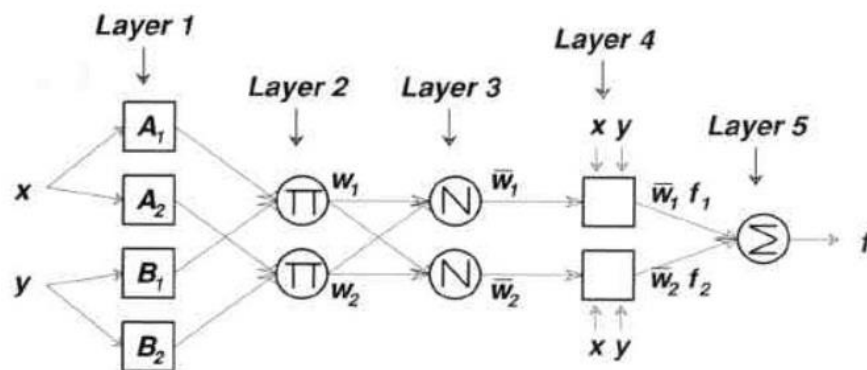 Layer 1
Layer 4
Layer 2
Layer 3
x y
Layer 5
A₁
x
A₂
Π
w₁
N
w̅₁
w̅₁ f₁
Σ
f
y
B₁
Π
w₂
N
w̅₂
w̅₂ f₂
B₂
x y